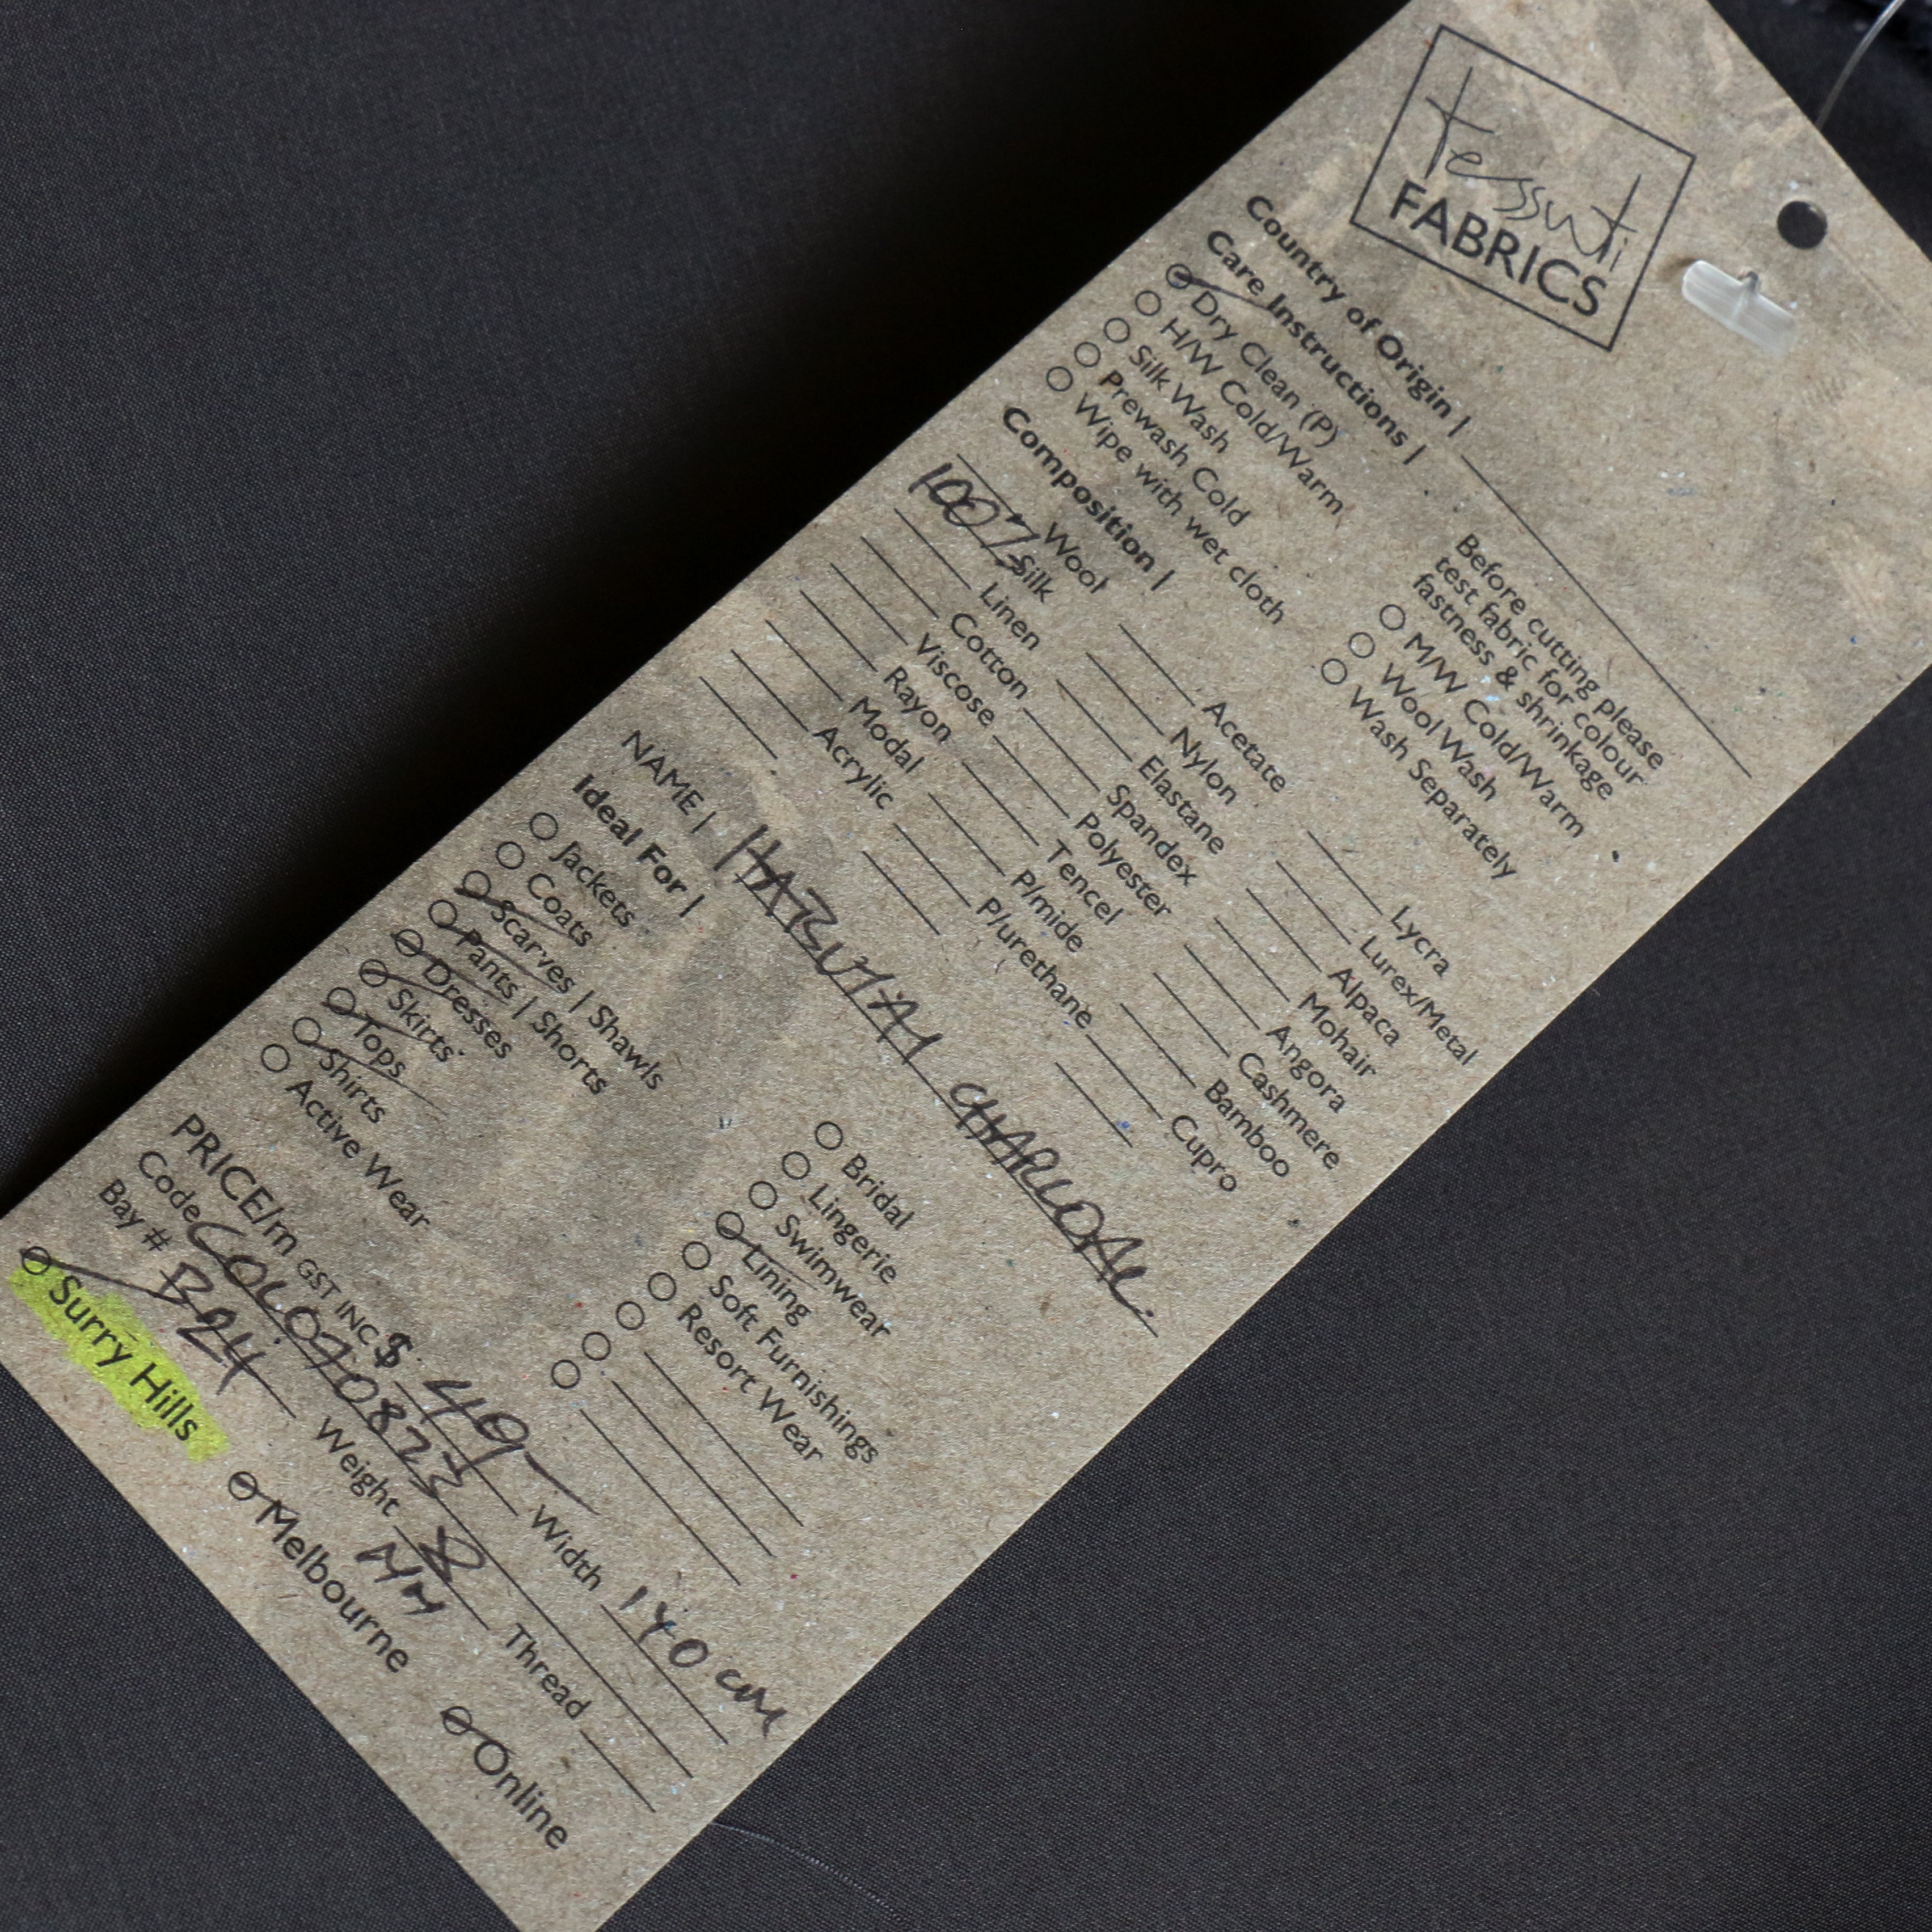 tessuti
FABRICS
Country of Origin |
Care Instructions |
Dry Clean (P)
H/W Cold/Warm
Silk Wash
Prewash Cold
Wipe with wet cloth
Before cutting please
test fabric for colour
fastness & shrinkage
M/W Cold/Warm
Wool Wash
Wash Separately
Composition |
Wool
100% Silk
Linen
Cotton
Viscose
Rayon
Modal
Acrylic
Acetate
Nylon
Elastane
Spandex
Polyester
Tencel
P/mide
P/urethane
Lycra
Lurex/Metal
Alpaca
Mohair
Angora
Cashmere
Bamboo
Cupro
NAME | HABUTAI CHARCOAL
Ideal For |
Jackets
Coats
Scarves | Shawls
Pants | Shorts
Dresses
Skirts
Tops
Shirts
Active Wear
Bridal
Lingerie
Swimwear
Lining
Soft Furnishings
Resort Wear
PRICE/m GST INC $ 49- Width 140 cm
Code Thread
Bay # B24 Weight 8 MM
Surry Hills Melbourne Online